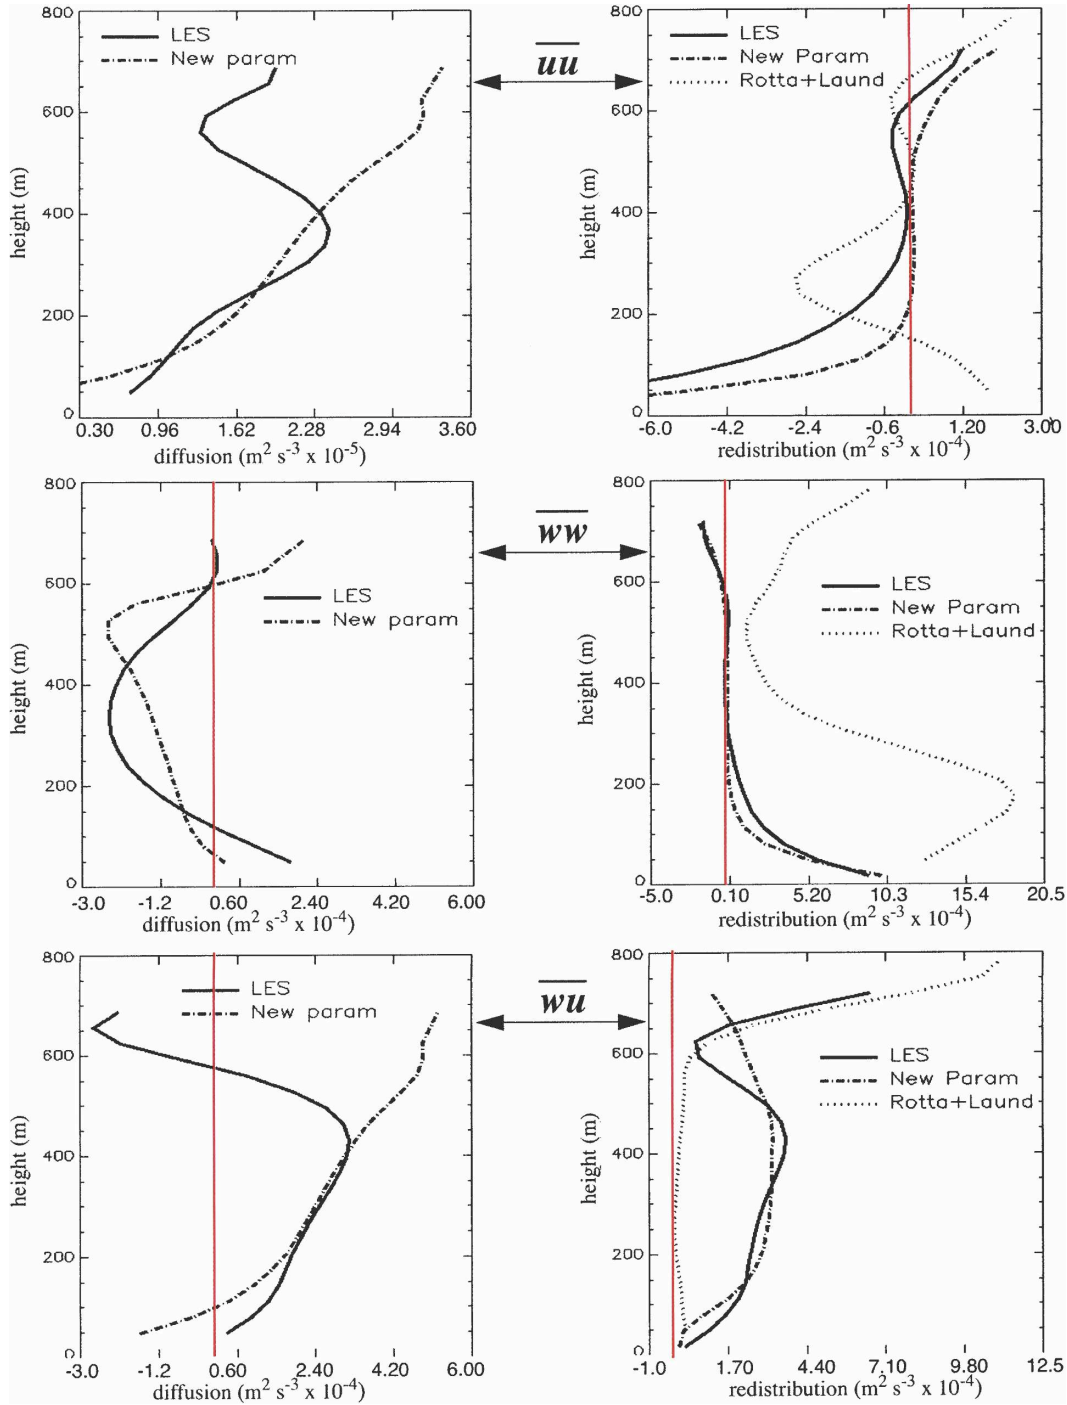 800
600
400
200
0
height (m)
LES
New param
0.30 0.96 1.62 2.28 2.94 3.60
diffusion (m² s⁻³ x 10⁻⁵)
uu
800
600
400
200
0
height (m)
LES
New Param
Rotta+Laund
-6.0 -4.2 -2.4 -0.6 1.20 3.00
redistribution (m² s⁻³ x 10⁻⁴)
800
600
400
200
0
height (m)
LES
New param
-3.0 -1.2 0.60 2.40 4.20 6.00
diffusion (m² s⁻³ x 10⁻⁴)
ww
800
600
400
200
0
height (m)
LES
New Param
Rotta+Laund
-5.0 0.10 5.20 10.3 15.4 20.5
redistribution (m² s⁻³ x 10⁻⁴)
800
600
400
200
0
height (m)
LES
New param
-3.0 -1.2 0.60 2.40 4.20 6.00
diffusion (m² s⁻³ x 10⁻⁴)
wu
800
600
400
200
0
height (m)
LES
New Param
Rotta+Laund
-1.0 1.70 4.40 7.10 9.80 12.5
redistribution (m² s⁻³ x 10⁻⁴)